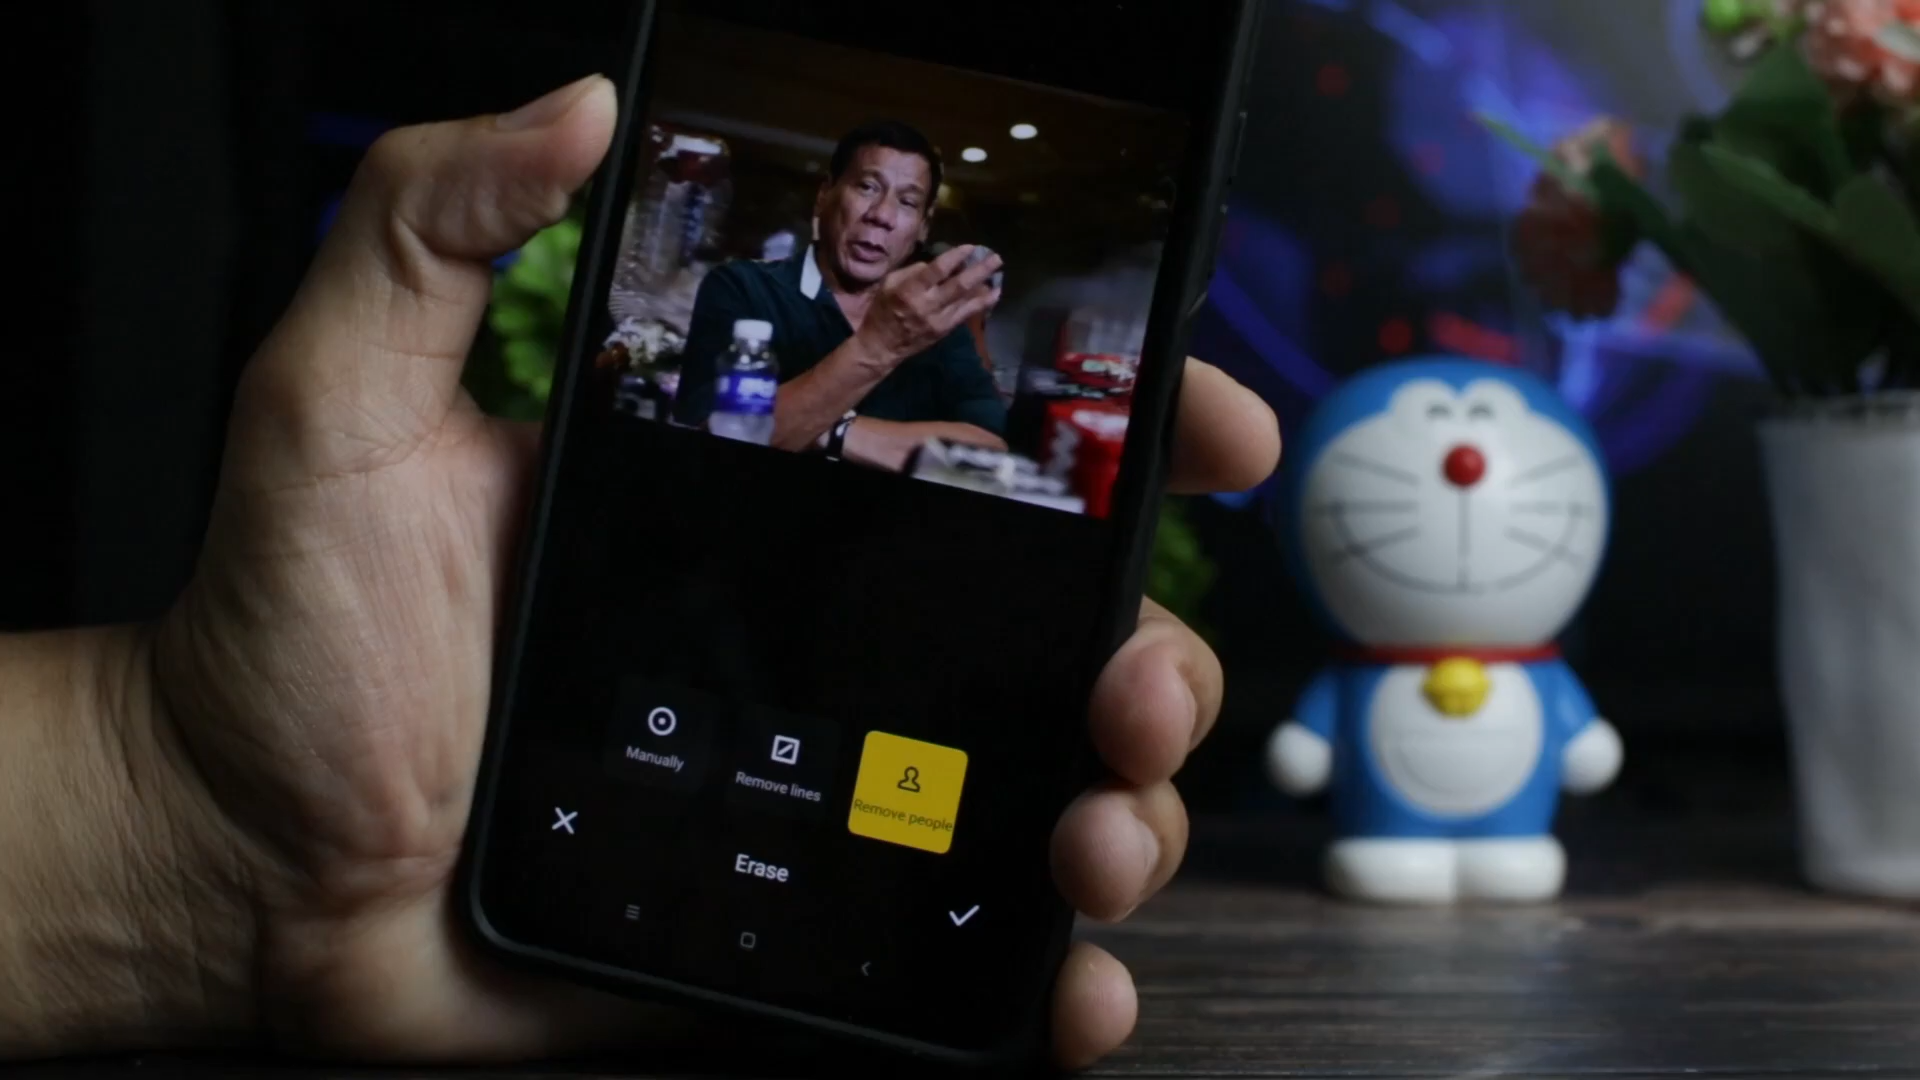 Manually
Remove lines
Remove people
Erase